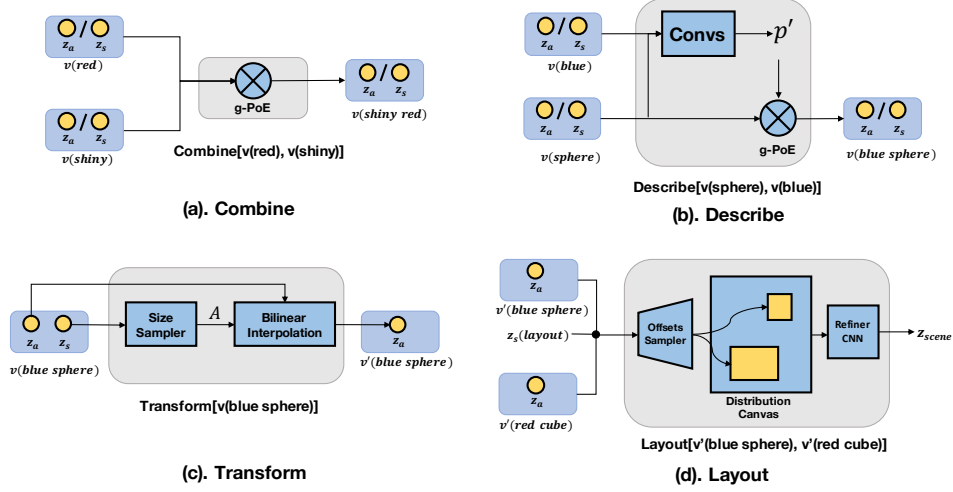 z_a / z_s
v(red)
z_a / z_s
v(shiny)
g-PoE
z_a / z_s
v(shiny red)
Combine[v(red), v(shiny)]
(a). Combine
z_a / z_s
v(blue)
Convs
p′
z_a / z_s
v(sphere)
g-PoE
z_a / z_s
v(blue sphere)
Describe[v(sphere), v(blue)]
(b). Describe
z_a z_s
v(blue sphere)
Size
Sampler
A
Bilinear
Interpolation
z_a
v′(blue sphere)
Transform[v(blue sphere)]
(c). Transform
z_a
v′(blue sphere)
z_s(layout)
z_a
v′(red cube)
Offsets
Sampler
Distribution
Canvas
Refiner
CNN
z_scene
Layout[v’(blue sphere), v’(red cube)]
(d). Layout